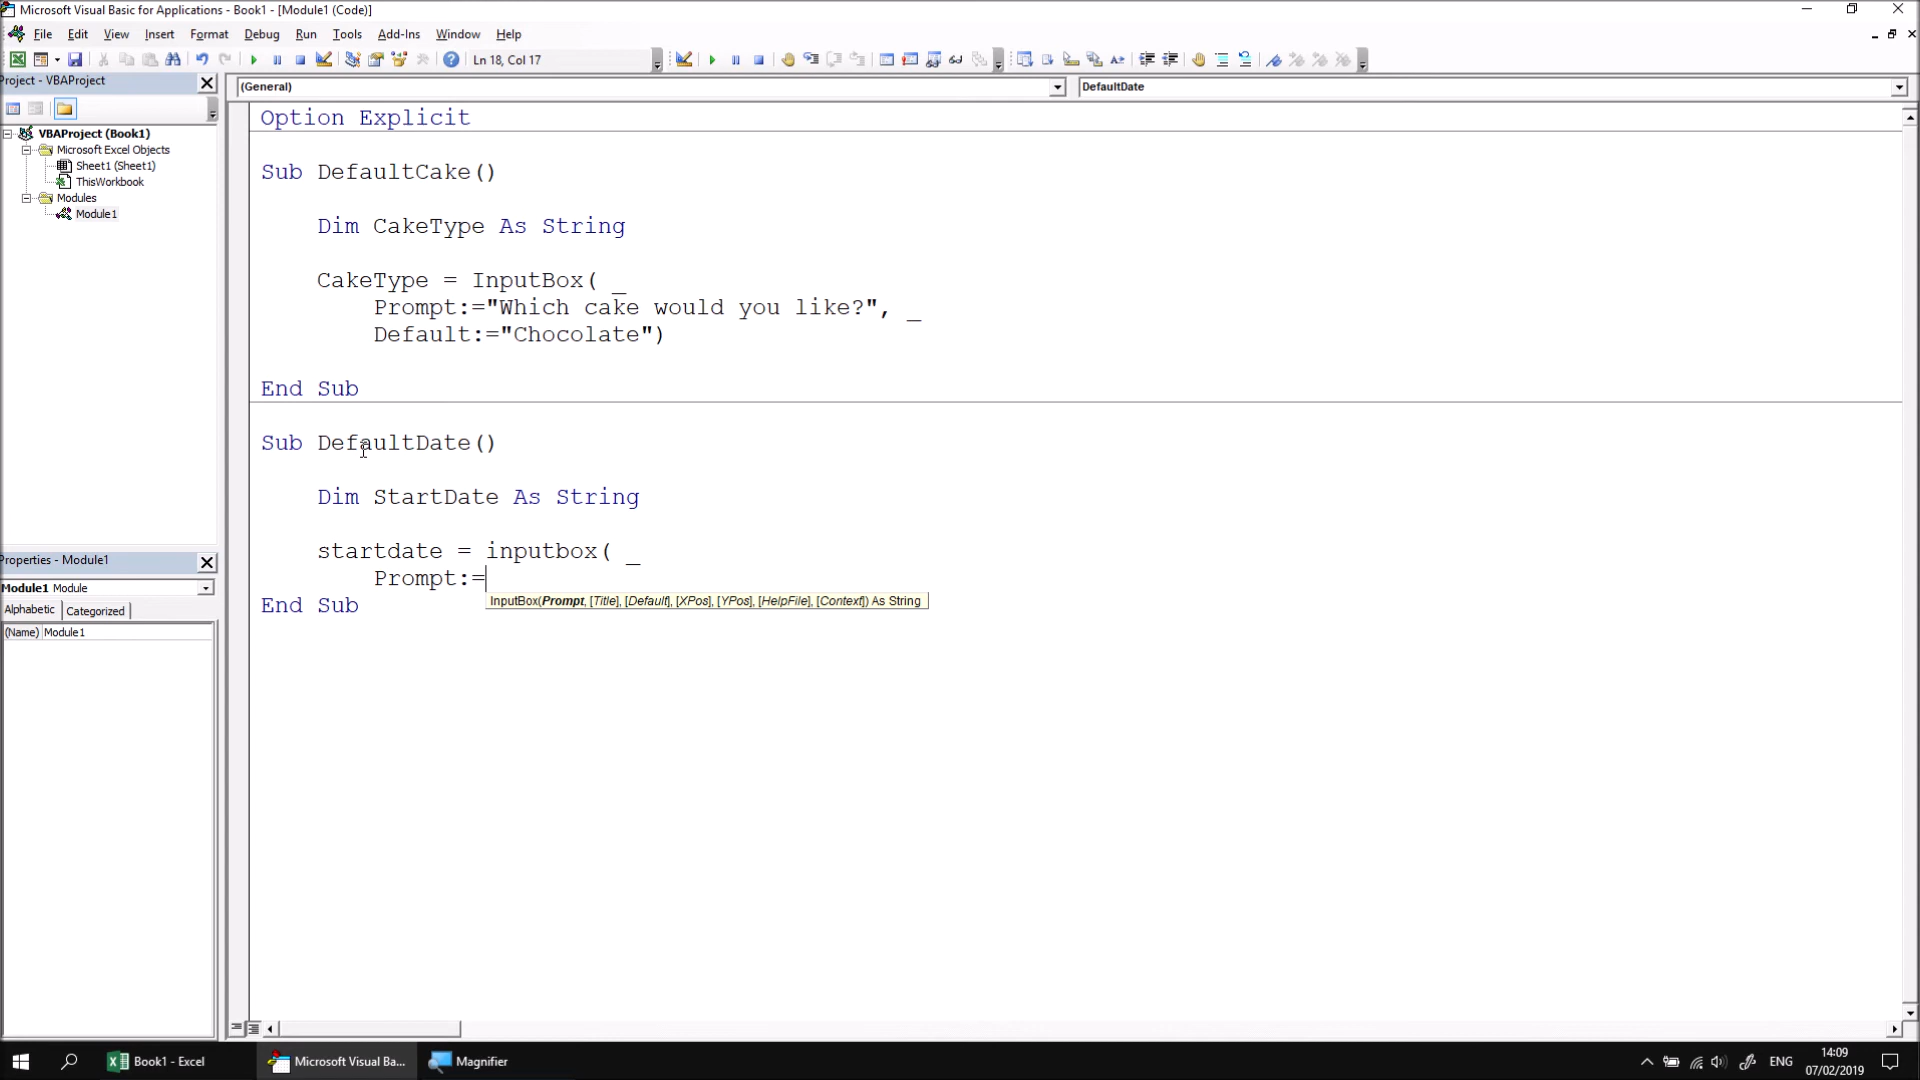 Microsoft Visual Basic for Applications - Book1 - [Module1 (Code)]
File Edit View Insert Format Debug Run Tools Add-Ins Window Help
Ln 18, Col 17
Project - VBAProject
(General)
DefaultDate
VBAProject (Book1)
Microsoft Excel Objects
Sheet1 (Sheet1)
ThisWorkbook
Modules
Module1
Option Explicit
Sub DefaultCake()
Dim CakeType As String
CakeType = InputBox( _
Prompt:="Which cake would you like?", _
Default:="Chocolate")
End Sub
Sub DefaultDate()
Dim StartDate As String
startdate = inputbox( _
Prompt:=
InputBox(Prompt, [Title], [Default], [XPos], [YPos], [HelpFile], [Context]) As String
End Sub
Properties - Module1
Module1 Module
Alphabetic Categorized
(Name) Module1
Book1 - Excel
Microsoft Visual Ba...
Magnifier
ENG
14:09
07/02/2019